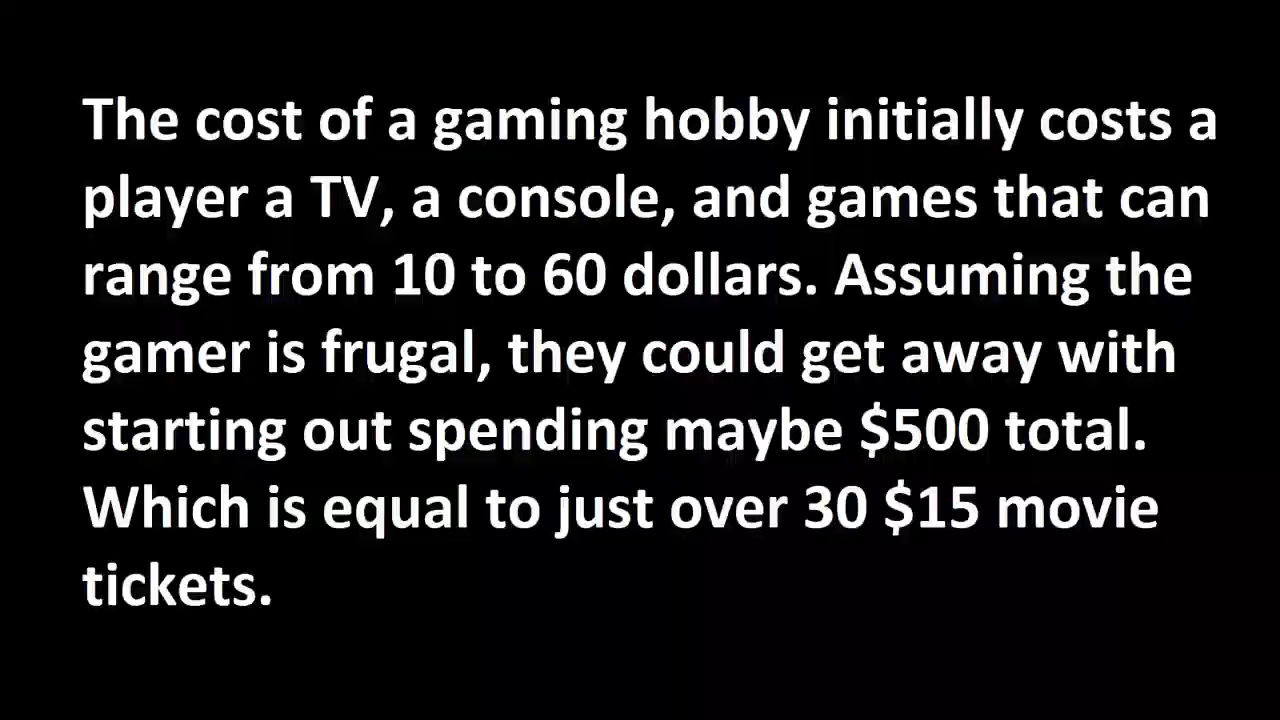 The cost of a gaming hobby initially costs a
player a TV, a console, and games that can
range from 10 to 60 dollars. Assuming the
gamer is frugal, they could get away with
starting out spending maybe $500 total.
Which is equal to just over 30 $15 movie
tickets.